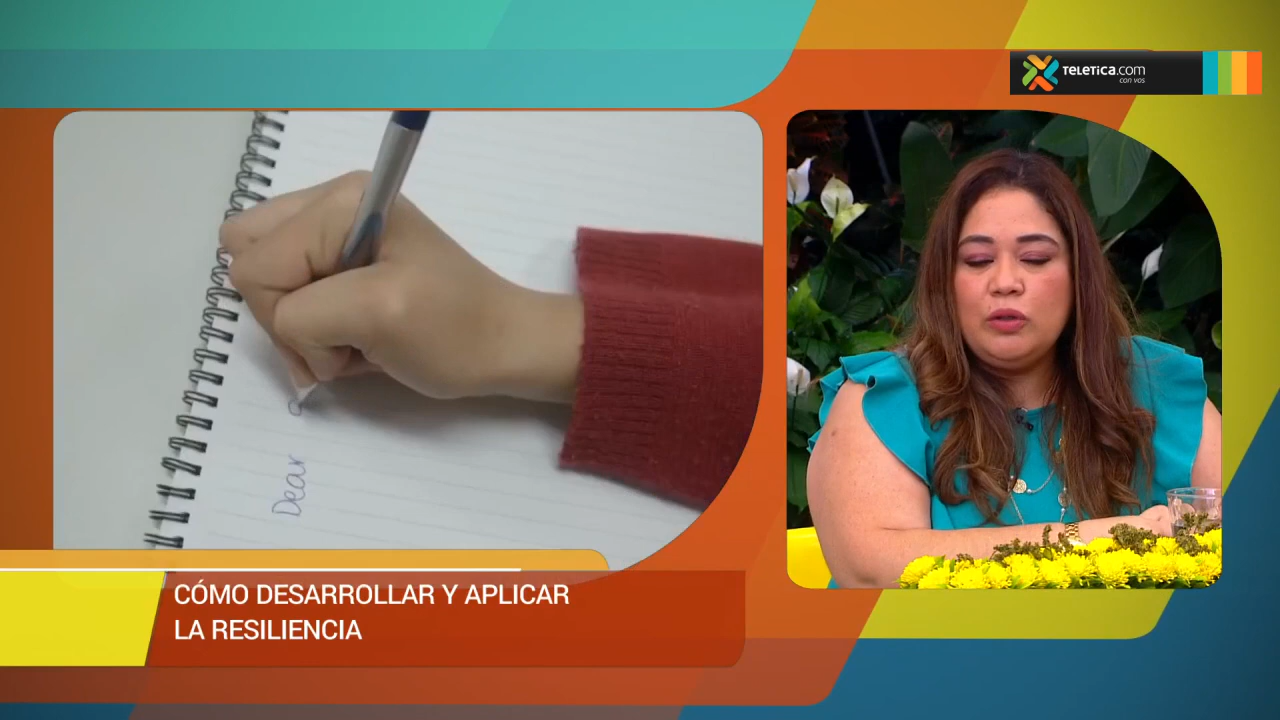 TELETICA.COM
con vos
Dear a
CÓMO DESARROLLAR Y APLICAR
LA RESILIENCIA